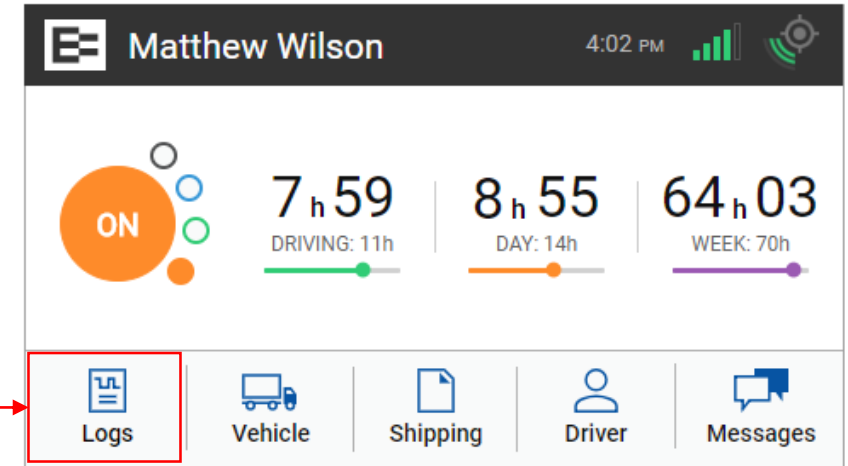 Matthew Wilson 4:02 PM
ON
7 h 59 8 h 55 64 h 03
DRIVING: 11h DAY: 14h WEEK: 70h
Logs Vehicle Shipping Driver Messages